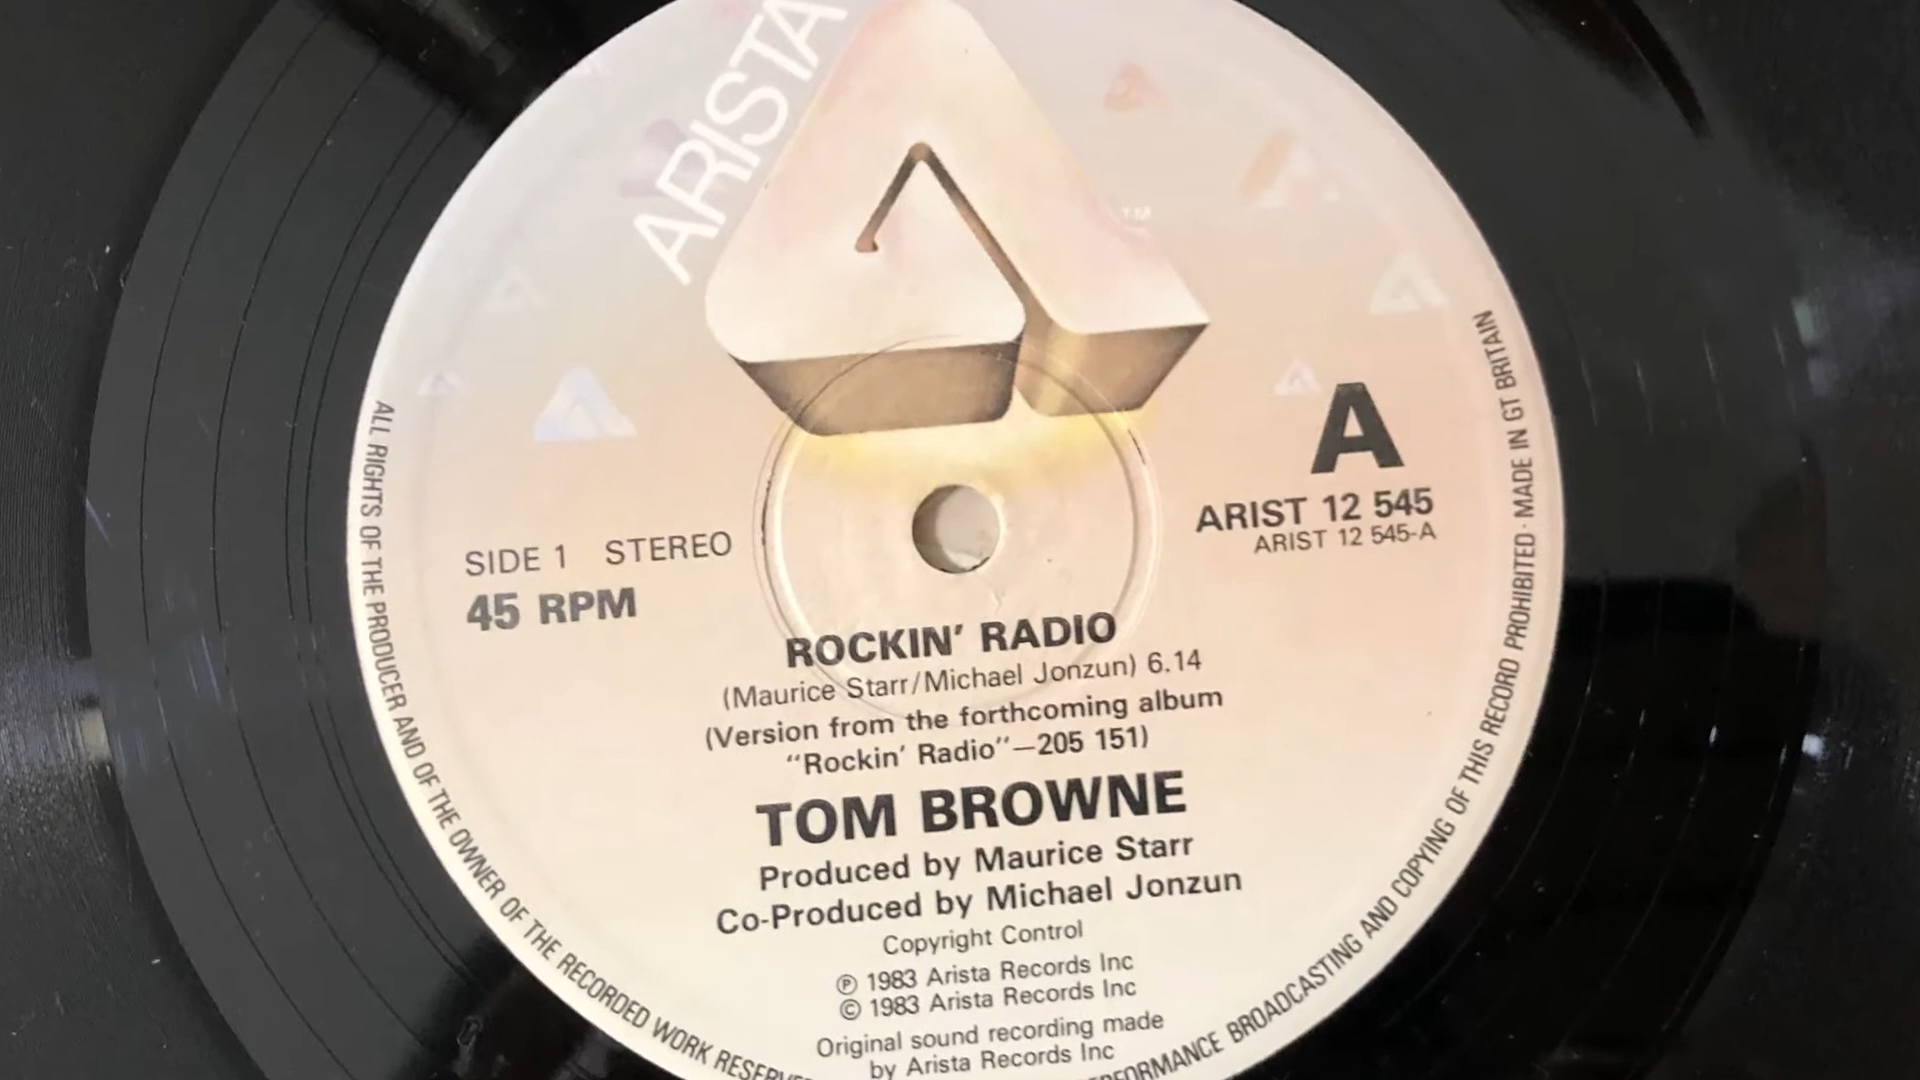 ARISTA
TM
A
ARIST 12 545
ARIST 12 545-A
SIDE 1 STEREO
45 RPM
ROCKIN' RADIO
(Maurice Starr/Michael Jonzun) 6.14
(Version from the forthcoming album
"Rockin' Radio"—205 151)
TOM BROWNE
Produced by Maurice Starr
Co-Produced by Michael Jonzun
Copyright Control
℗ 1983 Arista Records Inc
© 1983 Arista Records Inc
Original sound recording made
by Arista Records Inc
ALL RIGHTS OF THE PRODUCER AND OF THE OWNER OF THE RECORDED WORK
BROADCASTING AND COPYING OF THIS RECORD PROHIBITED · MADE IN GT BRITAIN